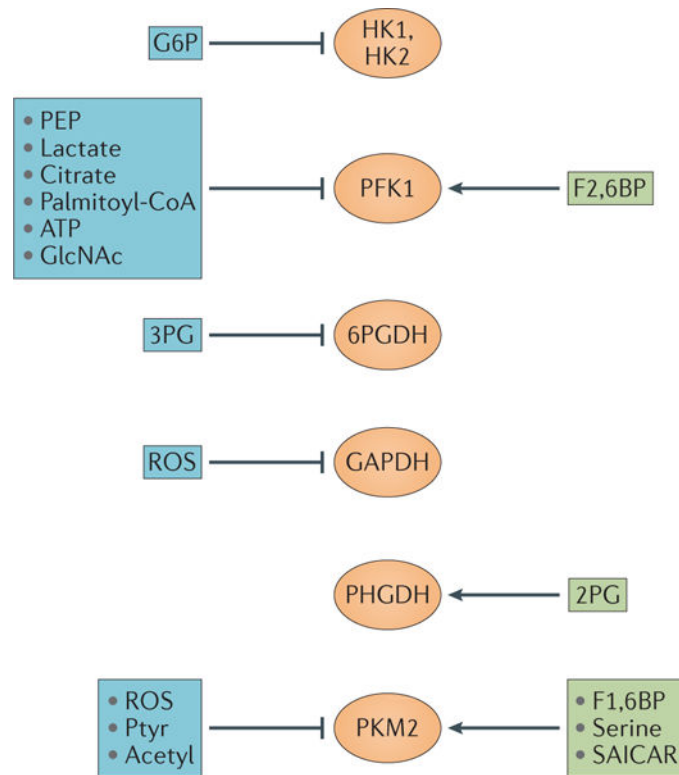 G6P
HK1,
HK2
PEP
Lactate
Citrate
Palmitoyl-CoA
ATP
GlcNAc
PFK1
F2,6BP
3PG
6PGDH
ROS
GAPDH
PHGDH
2PG
ROS
Ptyr
Acetyl
PKM2
F1,6BP
Serine
SAICAR